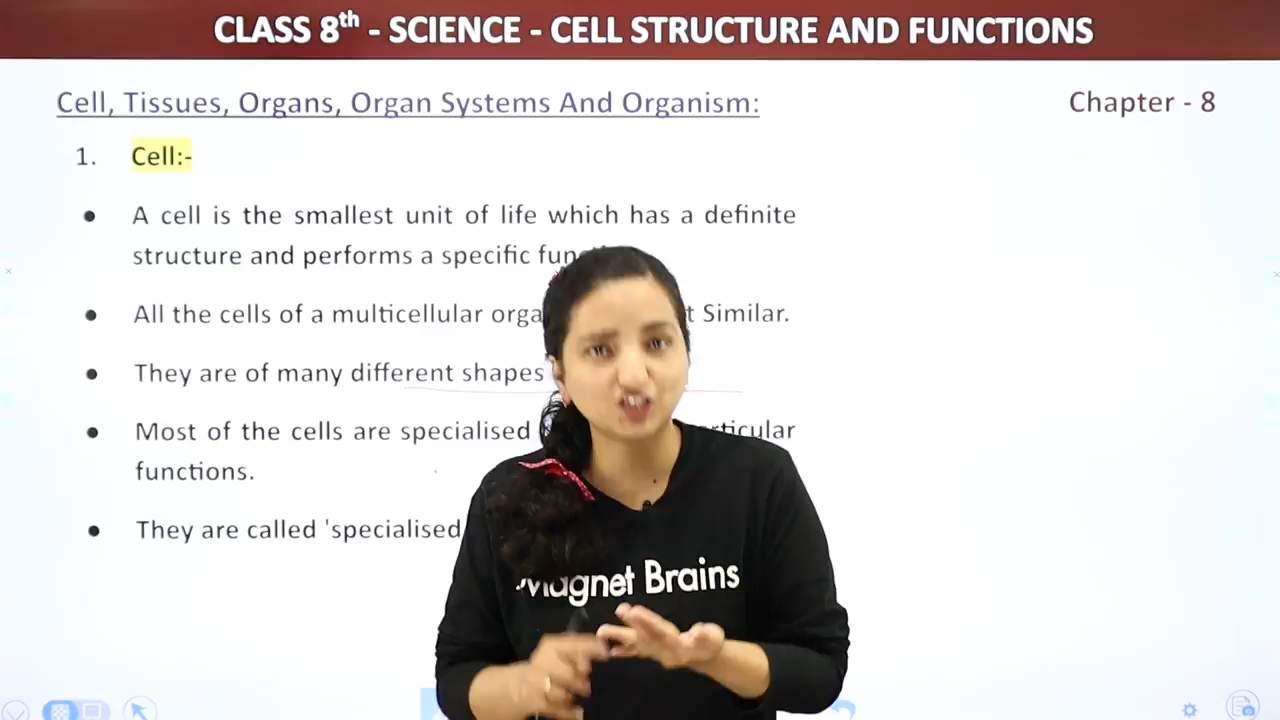 CLASS 8th - SCIENCE - CELL STRUCTURE AND FUNCTIONS
Cell, Tissues, Organs, Organ Systems And Organism:
Chapter - 8
1. Cell:-
● A cell is the smallest unit of life which has a definite
structure and performs a specific
● All the cells of a multicellular Similar.
● They are of many different shapes
● Most of the cells are specialised
functions.
● They are called 'specialised
Magnet Brains